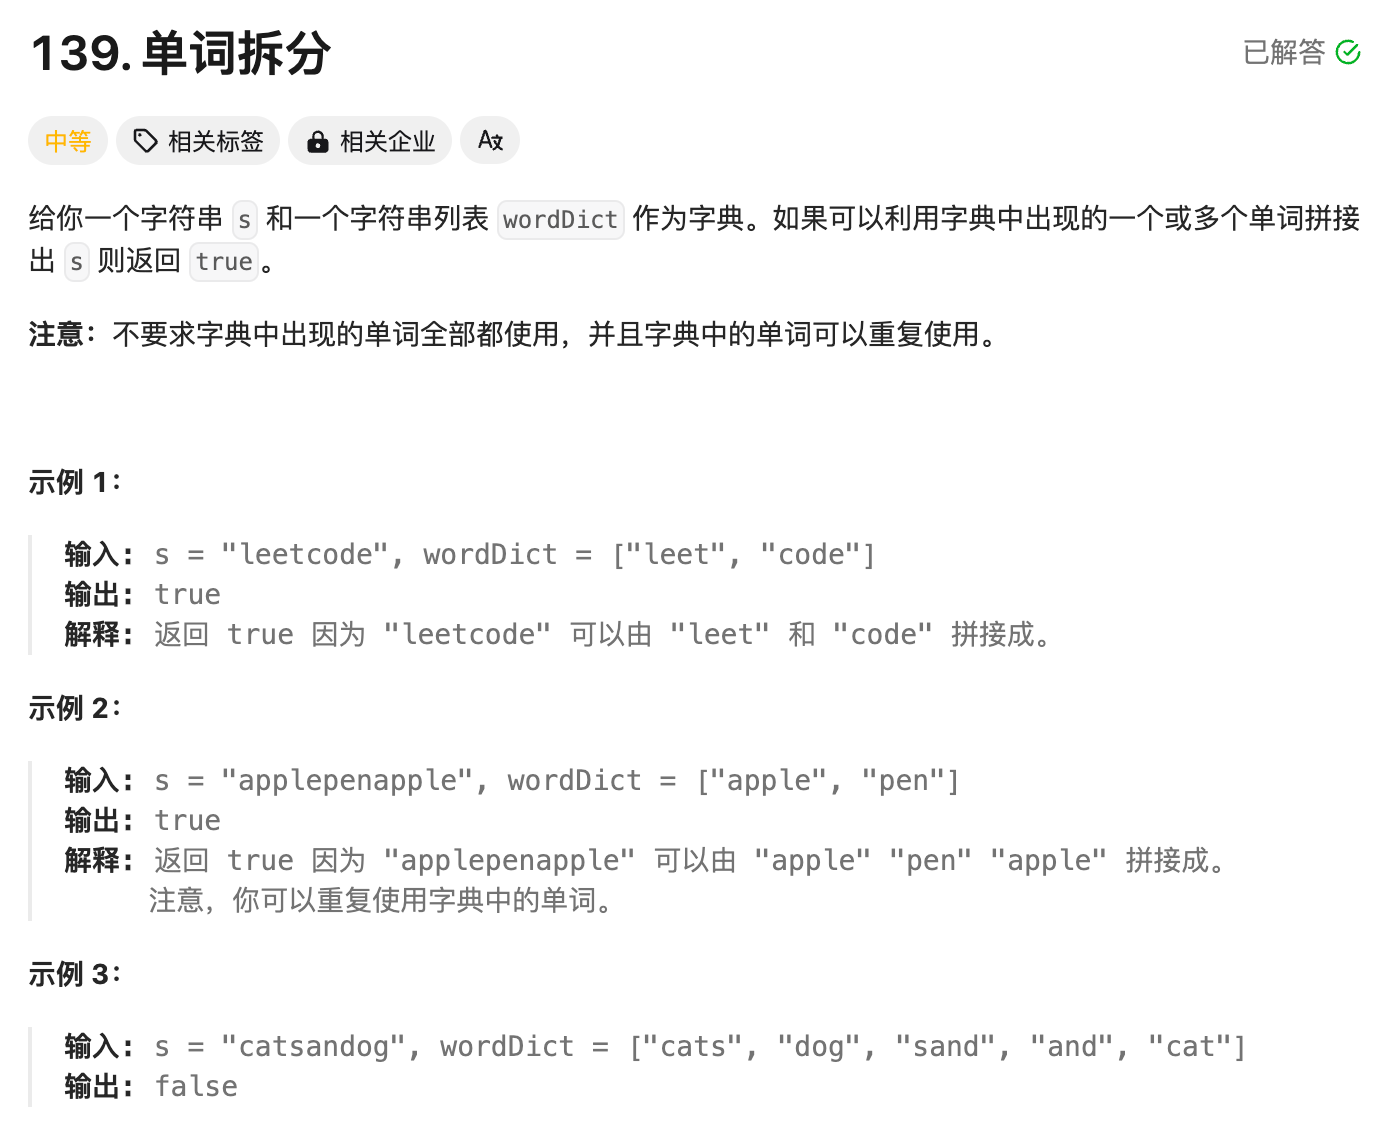 139. 单词拆分
已解答
中等 相关标签 相关企业
给你一个字符串 s 和一个字符串列表 wordDict 作为字典。如果可以利用字典中出现的一个或多个单词拼接
出 s 则返回 true。
注意：不要求字典中出现的单词全部都使用，并且字典中的单词可以重复使用。
示例 1：
输入: s = "leetcode", wordDict = ["leet", "code"]
输出: true
解释: 返回 true 因为 "leetcode" 可以由 "leet" 和 "code" 拼接成。
示例 2：
输入: s = "applepenapple", wordDict = ["apple", "pen"]
输出: true
解释: 返回 true 因为 "applepenapple" 可以由 "apple" "pen" "apple" 拼接成。
注意，你可以重复使用字典中的单词。
示例 3：
输入: s = "catsandog", wordDict = ["cats", "dog", "sand", "and", "cat"]
输出: false